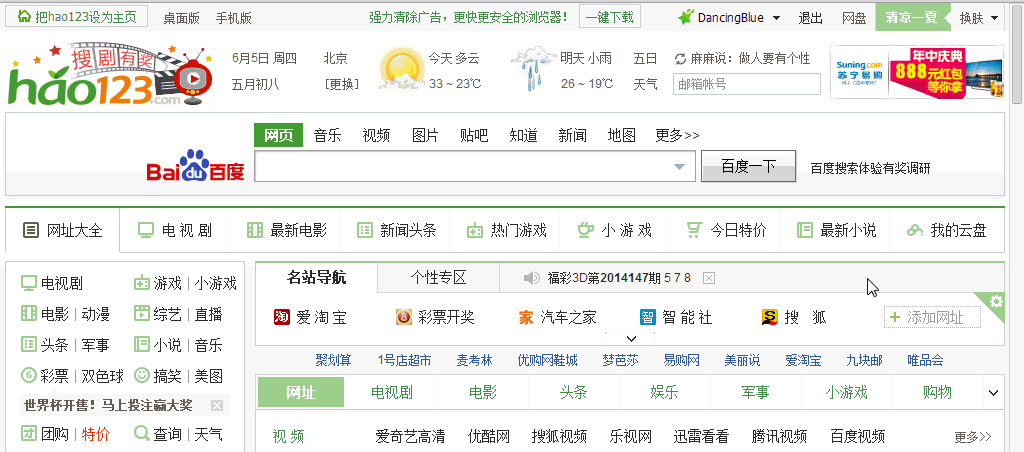 把hao123设为主页 桌面版 手机版 强力清除广告，更快更安全的浏览器! 一键下载 DancingBlue 退出 网盘 清凉一夏 换肤
搜剧有奖
hao123.com
6月5日 周四 北京 今天 多云 明天 小雨 五日 麻麻说：做人要有个性
五月初八 [更换] 33 ~ 23℃ 26 ~ 19℃ 天气 邮箱帐号
Suning.com
苏宁易购
年中庆典
888元红包
等你拿
网页 音乐 视频 图片 贴吧 知道 新闻 地图 更多>>
Bai du 百度 百度一下 百度搜索体验有奖调研
网址大全 电 视 剧 最新电影 新闻头条 热门游戏 小 游 戏 今日特价 最新小说 我的云盘
电视剧 游戏 | 小游戏
电影 | 动漫 综艺 | 直播
头条 | 军事 小说 | 音乐
彩票 | 双色球 搞笑 | 美图
世界杯开售！马上投注赢大奖
团购 | 特价 查询 | 天气
名站导航 个性专区 福彩3D第2014147期 5 7 8
淘 爱 淘 宝 彩票开奖 家 汽车之家 智 智 能 社 S 搜 狐 + 添加网址
聚划算 1号店超市 麦考林 优购网鞋城 梦芭莎 易购网 美丽说 爱淘宝 九块邮 唯品会
网址 电视剧 电影 头条 娱乐 军事 小游戏 购物
视 频 爱奇艺高清 优酷网 搜狐视频 乐视网 迅雷看看 腾讯视频 百度视频 更多>>